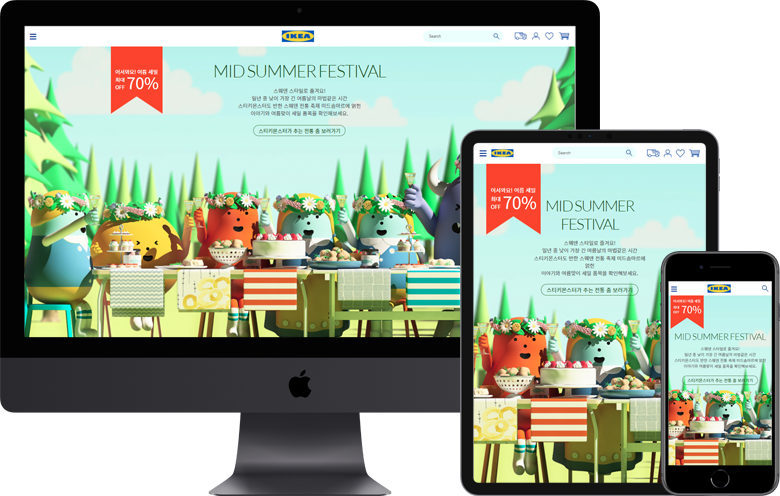 IKEA
Search
어서와요! 여름 세일
최대
OFF 70%
MID SUMMER FESTIVAL
스웨덴 스타일로 즐겨요!
일년 중 낮이 가장 긴 여름날의 마법같은 시간
스티키몬스터도 반한 스웨덴 전통 축제 미드솜마르에 얽힌
이야기와 여름맞이 세일 품목을 확인해보세요.
스티키몬스터가 추는 전통 춤 보러가기
IKEA
Search
어서와요! 여름 세일
최대
OFF 70%
MID SUMMER
FESTIVAL
스웨덴 스타일로 즐겨요!
일년 중 낮이 가장 긴 여름날의 마법같은 시간
스티키몬스터도 반한 스웨덴 전통 축제 미드솜마르에
얽힌
이야기와 여름맞이 세일 품목을 확인해보세요.
스티키몬스터가 추는 전통 춤 보러가기
IKEA
어서와요! 여름 세일
최대
OFF 70%
MID SUMMER FESTIVAL
스웨덴 스타일로 즐겨요!
일년 중 낮이 가장 긴 여름날의 마법같은 시간
스티키몬스터도 반한 스웨덴 전통 축제 미드솜마르에 얽힌
이야기와 여름맞이 세일 품목을 확인해보세요.
스티키몬스터가 추는 전통 춤 보러가기